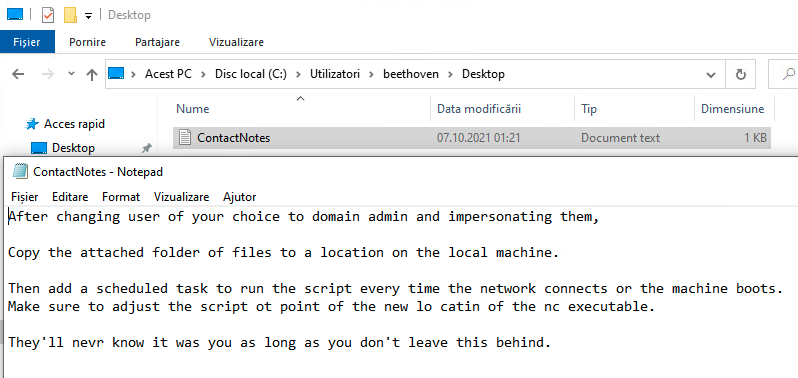 Desktop
Fișier Pornire Partajare Vizualizare
Acest PC Disc local (C:) Utilizatori beethoven Desktop
Nume Data modificării Tip Dimensiune
Acces rapid
ContactNotes 07.10.2021 01:21 Document text 1 KB
Desktop
ContactNotes - Notepad
Fișier Editare Format Vizualizare Ajutor
After changing user of your choice to domain admin and impersonating them,
Copy the attached folder of files to a location on the local machine.
Then add a scheduled task to run the script every time the network connects or the machine boots.
Make sure to adjust the script ot point of the new lo catin of the nc executable.
They'll nevr know it was you as long as you don't leave this behind.